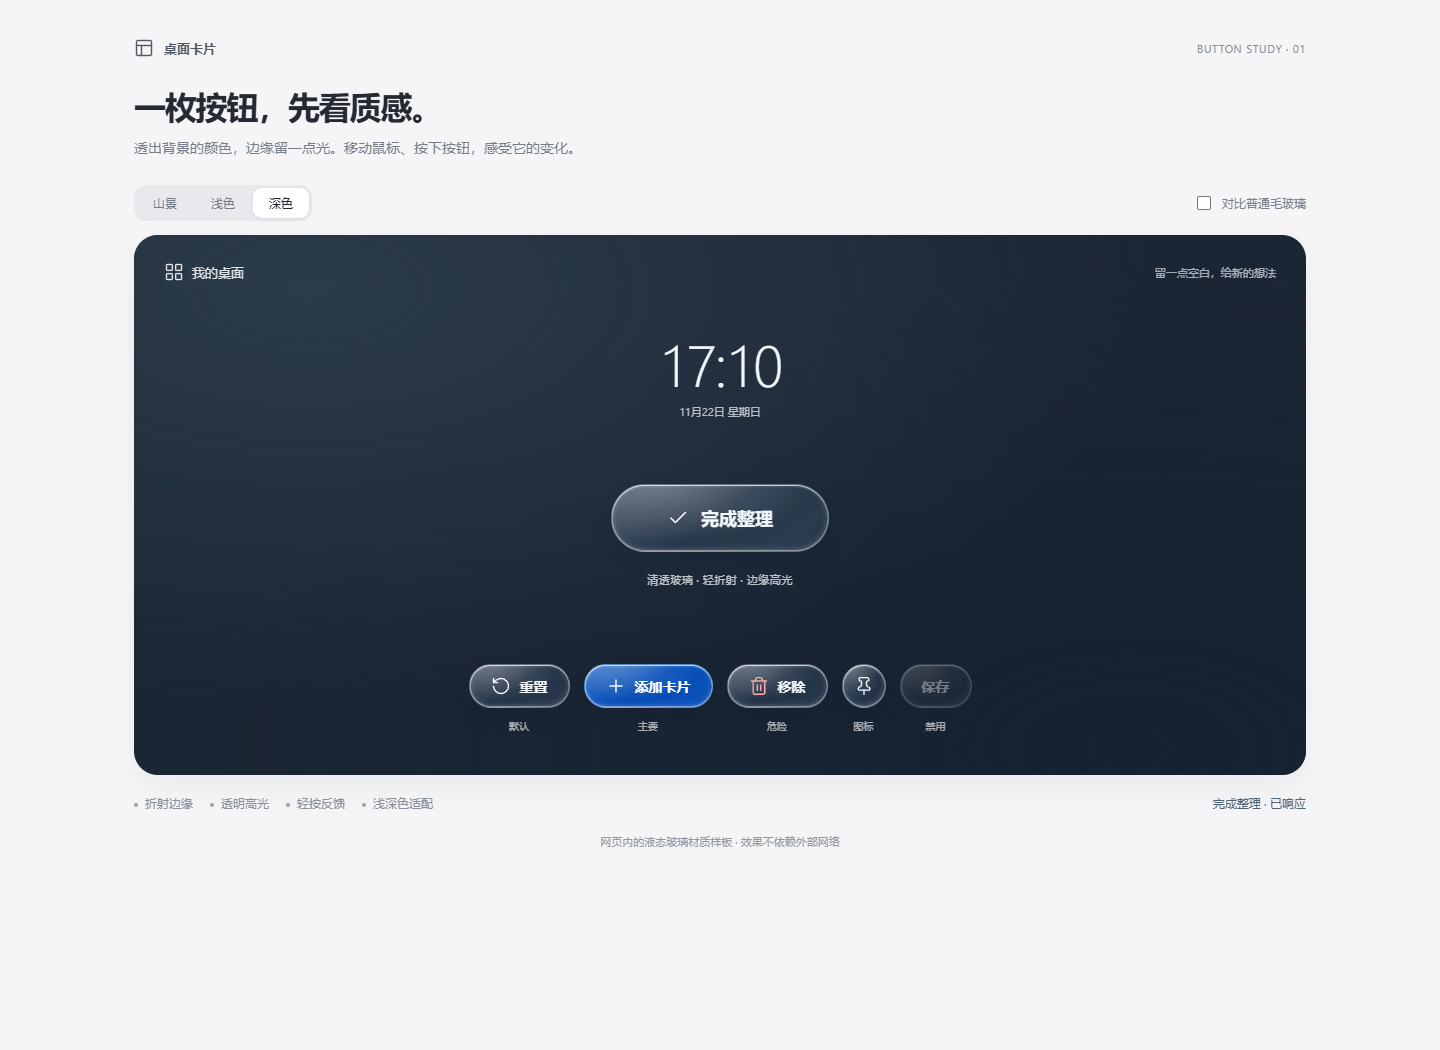 桌面卡片
BUTTON STUDY · 01
一枚按钮，先看质感。
透出背景的颜色，边缘留一点光。移动鼠标、按下按钮，感受它的变化。
山景 浅色 深色
对比普通毛玻璃
我的桌面
留一点空白，给新的想法
17:10
11月22日 星期日
完成整理
清透玻璃 · 轻折射 · 边缘高光
重置 添加卡片 移除 保存
默认 主要 危险 图标 禁用
折射边缘 透明高光 轻按反馈 浅深色适配
完成整理 · 已响应
网页内的液态玻璃材质样板 · 效果不依赖外部网络